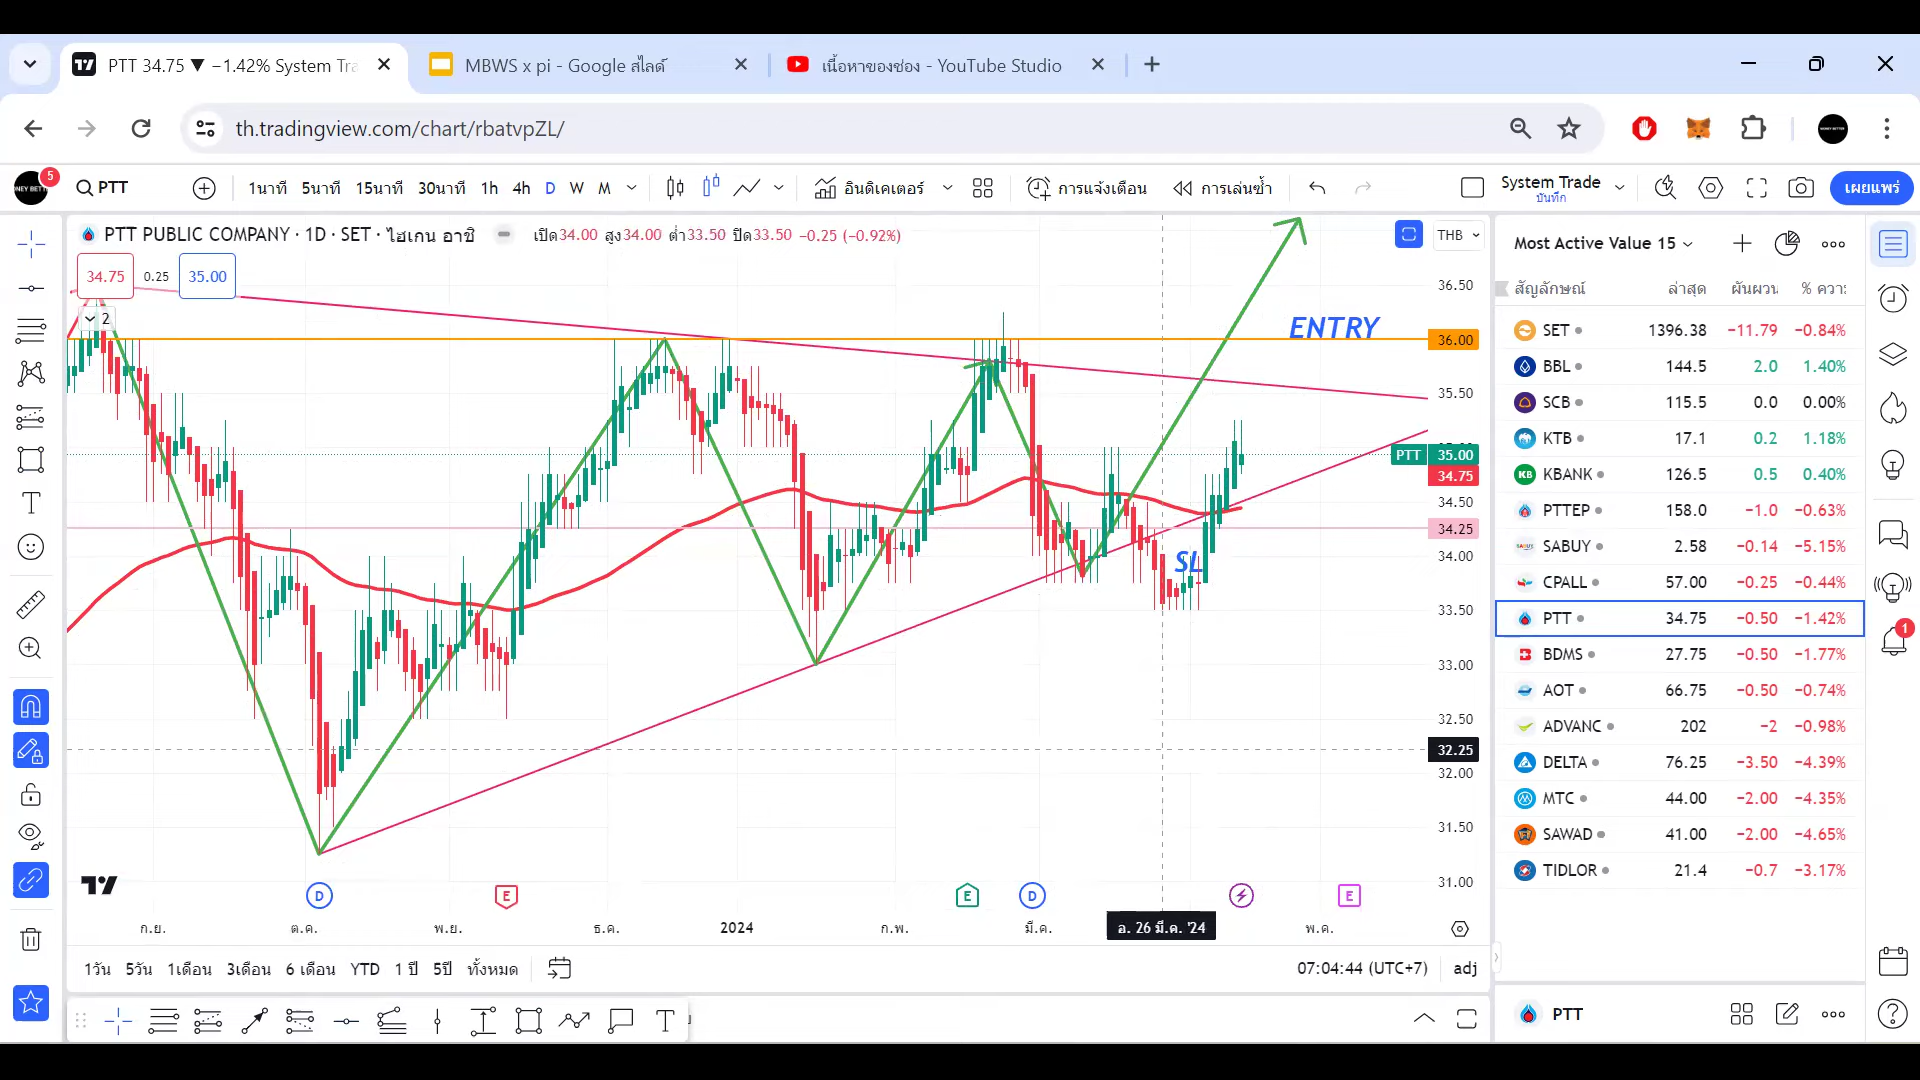 PTT 34.75 ▼ −1.42% System Tra
MBWS x pi - Google สไลด์
เนื้อหาของช่อง - YouTube Studio
th.tradingview.com/chart/rbatvpZL/
5
PTT
1นาที 5นาที 15นาที 30นาที 1h 4h D W M
อินดิเคเตอร์
การแจ้งเตือน
การเล่นซ้ำ
System Trade
บันทึก
เผยแพร่
PTT PUBLIC COMPANY · 1D · SET · ไฮเกน อาชิ
เปิด34.00 สูง34.00 ต่ำ33.50 ปิด33.50 −0.25 (−0.92%)
THB
34.75 0.25 35.00
2
ENTRY
SL
36.50
36.00
35.50
PTT 35.00
34.75
34.50
34.25
34.00
33.50
33.00
32.50
32.25
32.00
31.50
31.00
D E E D E
ก.ย. ต.ค. พ.ย. ธ.ค. 2024 ก.พ. มี.ค. อ. 26 มี.ค. '24 พ.ค.
1วัน 5วัน 1เดือน 3เดือน 6 เดือน YTD 1 ปี 5ปี ทั้งหมด
07:04:44 (UTC+7) adj
Most Active Value 15
สัญลักษณ์ ล่าสุด ผันผวน % ความ
SET 1396.38 −11.79 −0.84%
BBL 144.5 2.0 1.40%
SCB 115.5 0.0 0.00%
KTB 17.1 0.2 1.18%
KBANK 126.5 0.5 0.40%
PTTEP 158.0 −1.0 −0.63%
SABUY 2.58 −0.14 −5.15%
CPALL 57.00 −0.25 −0.44%
PTT 34.75 −0.50 −1.42%
BDMS 27.75 −0.50 −1.77%
AOT 66.75 −0.50 −0.74%
ADVANC 202 −2 −0.98%
DELTA 76.25 −3.50 −4.39%
MTC 44.00 −2.00 −4.35%
SAWAD 41.00 −2.00 −4.65%
TIDLOR 21.4 −0.7 −3.17%
PTT
1